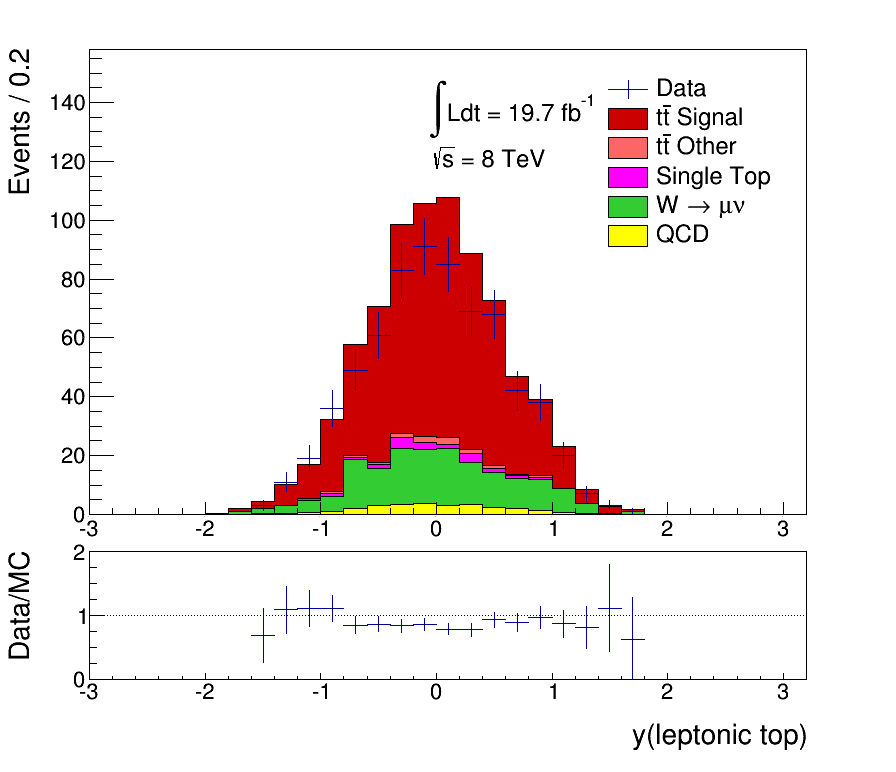 Events / 0.2
140
120
100
80
60
40
20
0
-3 -2 -1 0 1 2 3
∫Ldt = 19.7 fb⁻¹
√s = 8 TeV
Data
tt̄ Signal
tt̄ Other
Single Top
W → μν
QCD
Data/MC
2
1
0
-3 -2 -1 0 1 2 3
y(leptonic top)